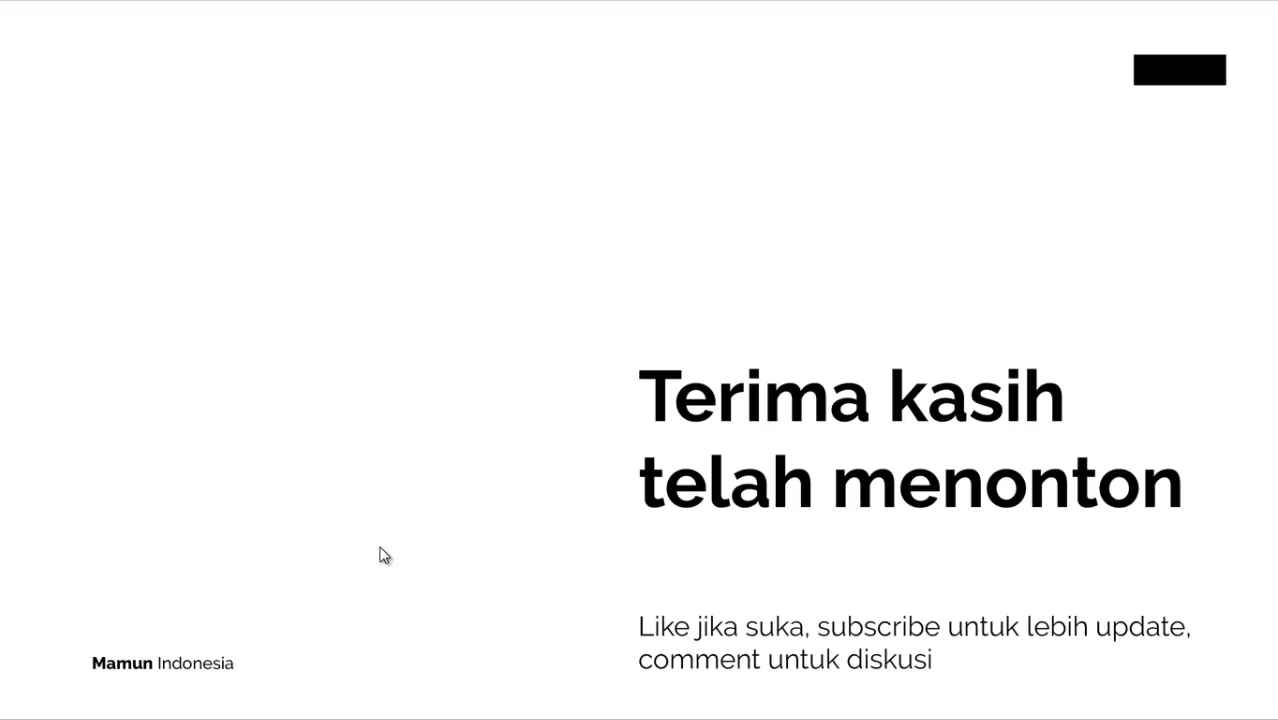 Terima kasih
telah menonton
Like jika suka, subscribe untuk lebih update,
comment untuk diskusi
Mamun Indonesia